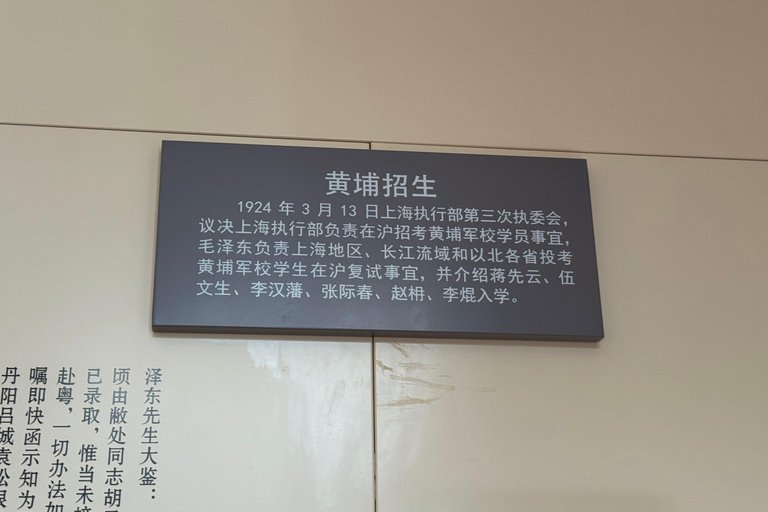 黄埔招生
1924 年 3 月 13 日上海执行部第三次执委会，
议决上海执行部负责在沪招考黄埔军校学员事宜，
毛泽东负责上海地区、长江流域和以北各省投考
黄埔军校学生在沪复试事宜，并介绍蒋先云、伍
文生、李汉藩、张际春、赵枬、李焜入学。
泽东先生大鉴：
顷由敝处同志胡
已录取，惟当未
赴粤，一切办法如
嘱即快函示知为
丹阳吕城袁松